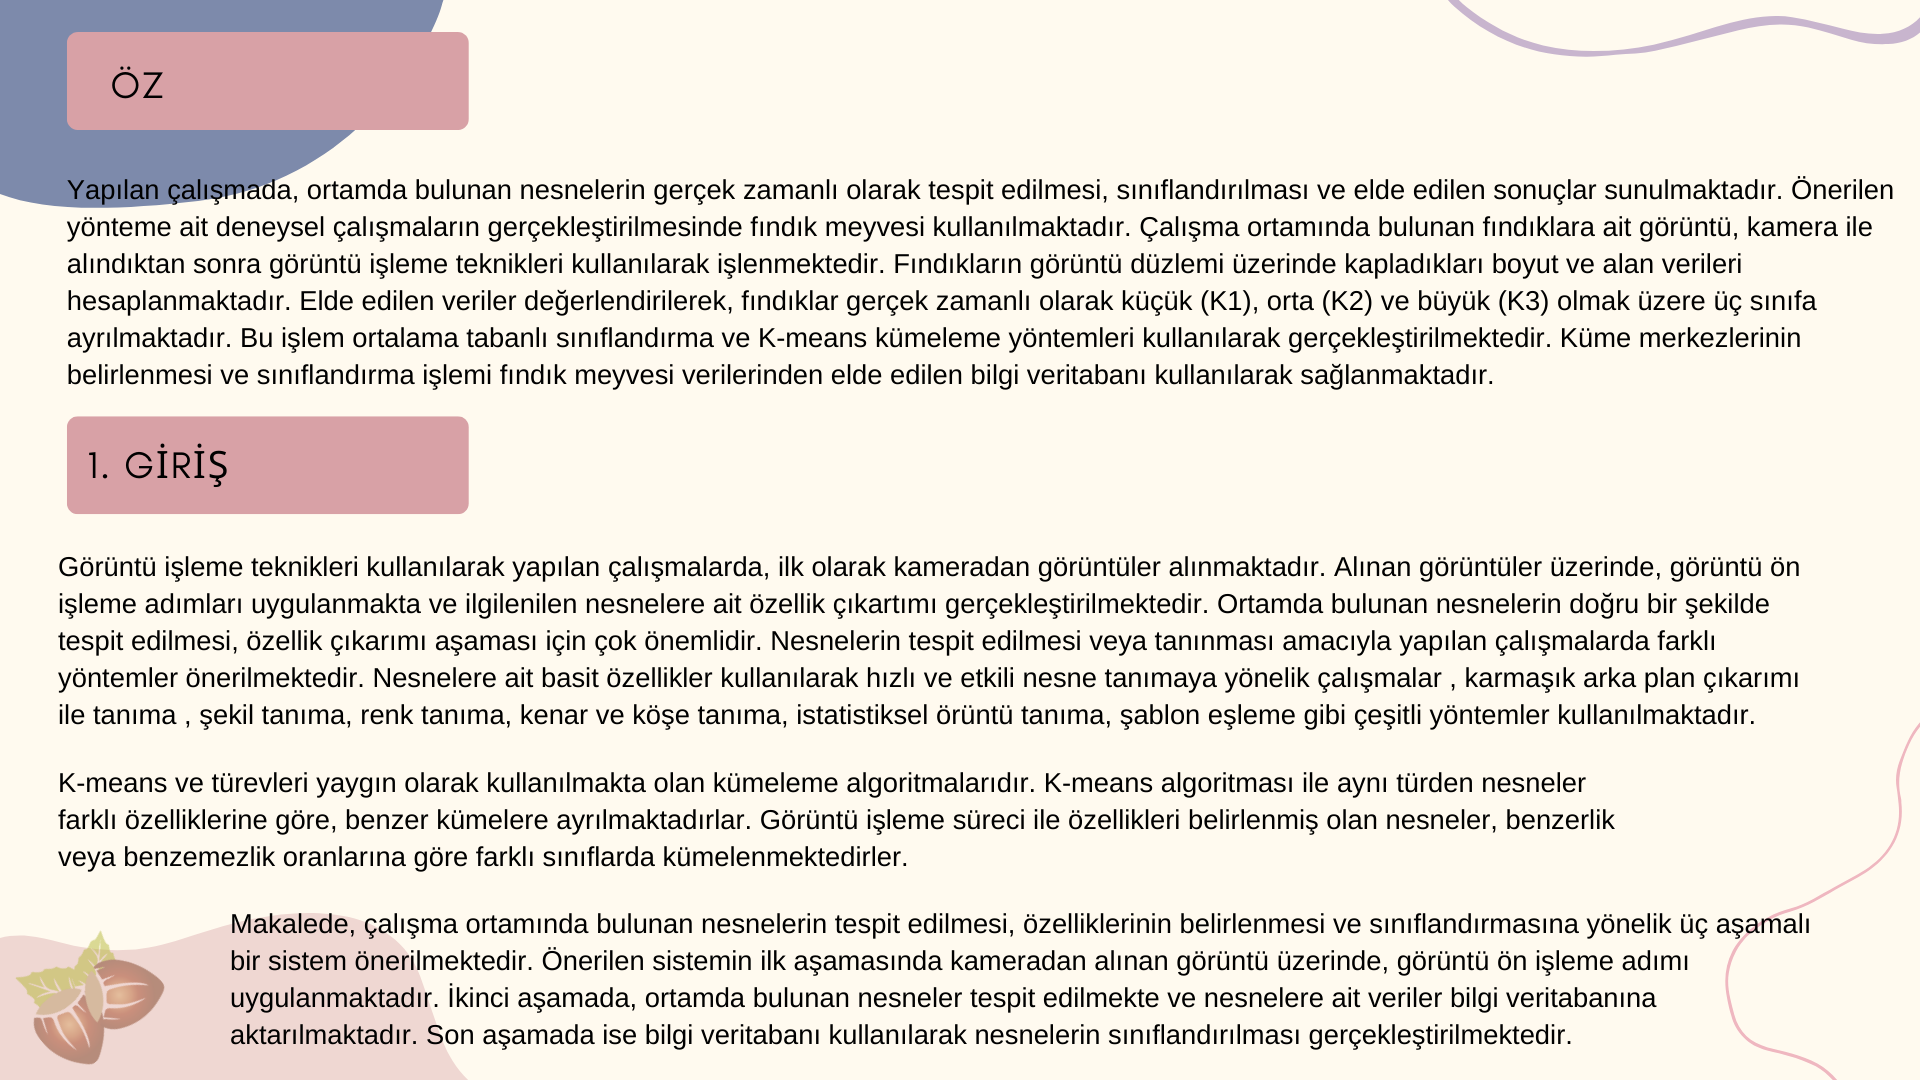 ÖZ
Yapılan çalışmada, ortamda bulunan nesnelerin gerçek zamanlı olarak tespit edilmesi, sınıflandırılması ve elde edilen sonuçlar sunulmaktadır. Önerilen
yönteme ait deneysel çalışmaların gerçekleştirilmesinde fındık meyvesi kullanılmaktadır. Çalışma ortamında bulunan fındıklara ait görüntü, kamera ile
alındıktan sonra görüntü işleme teknikleri kullanılarak işlenmektedir. Fındıkların görüntü düzlemi üzerinde kapladıkları boyut ve alan verileri
hesaplanmaktadır. Elde edilen veriler değerlendirilerek, fındıklar gerçek zamanlı olarak küçük (K1), orta (K2) ve büyük (K3) olmak üzere üç sınıfa
ayrılmaktadır. Bu işlem ortalama tabanlı sınıflandırma ve K-means kümeleme yöntemleri kullanılarak gerçekleştirilmektedir. Küme merkezlerinin
belirlenmesi ve sınıflandırma işlemi fındık meyvesi verilerinden elde edilen bilgi veritabanı kullanılarak sağlanmaktadır.
1. GİRİŞ
Görüntü işleme teknikleri kullanılarak yapılan çalışmalarda, ilk olarak kameradan görüntüler alınmaktadır. Alınan görüntüler üzerinde, görüntü ön
işleme adımları uygulanmakta ve ilgilenilen nesnelere ait özellik çıkartımı gerçekleştirilmektedir. Ortamda bulunan nesnelerin doğru bir şekilde
tespit edilmesi, özellik çıkarımı aşaması için çok önemlidir. Nesnelerin tespit edilmesi veya tanınması amacıyla yapılan çalışmalarda farklı
yöntemler önerilmektedir. Nesnelere ait basit özellikler kullanılarak hızlı ve etkili nesne tanımaya yönelik çalışmalar , karmaşık arka plan çıkarımı
ile tanıma , şekil tanıma, renk tanıma, kenar ve köşe tanıma, istatistiksel örüntü tanıma, şablon eşleme gibi çeşitli yöntemler kullanılmaktadır.
K-means ve türevleri yaygın olarak kullanılmakta olan kümeleme algoritmalarıdır. K-means algoritması ile aynı türden nesneler
farklı özelliklerine göre, benzer kümelere ayrılmaktadırlar. Görüntü işleme süreci ile özellikleri belirlenmiş olan nesneler, benzerlik
veya benzemezlik oranlarına göre farklı sınıflarda kümelenmektedirler.
Makalede, çalışma ortamında bulunan nesnelerin tespit edilmesi, özelliklerinin belirlenmesi ve sınıflandırmasına yönelik üç aşamalı
bir sistem önerilmektedir. Önerilen sistemin ilk aşamasında kameradan alınan görüntü üzerinde, görüntü ön işleme adımı
uygulanmaktadır. İkinci aşamada, ortamda bulunan nesneler tespit edilmekte ve nesnelere ait veriler bilgi veritabanına
aktarılmaktadır. Son aşamada ise bilgi veritabanı kullanılarak nesnelerin sınıflandırılması gerçekleştirilmektedir.